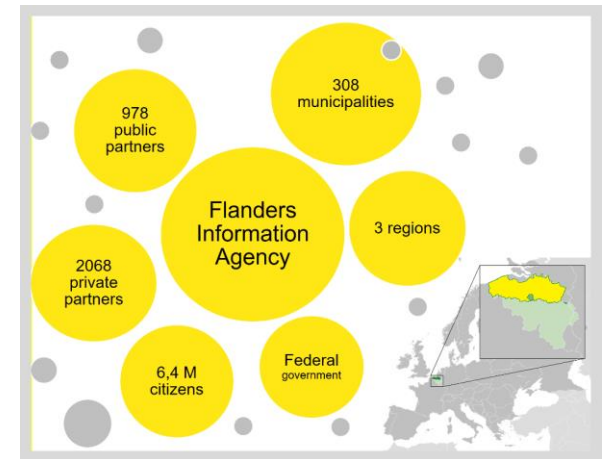 308
municipalities
978
public
partners
Flanders
Information
Agency
3 regions
2068
private
partners
6,4 M
citizens
Federal
government